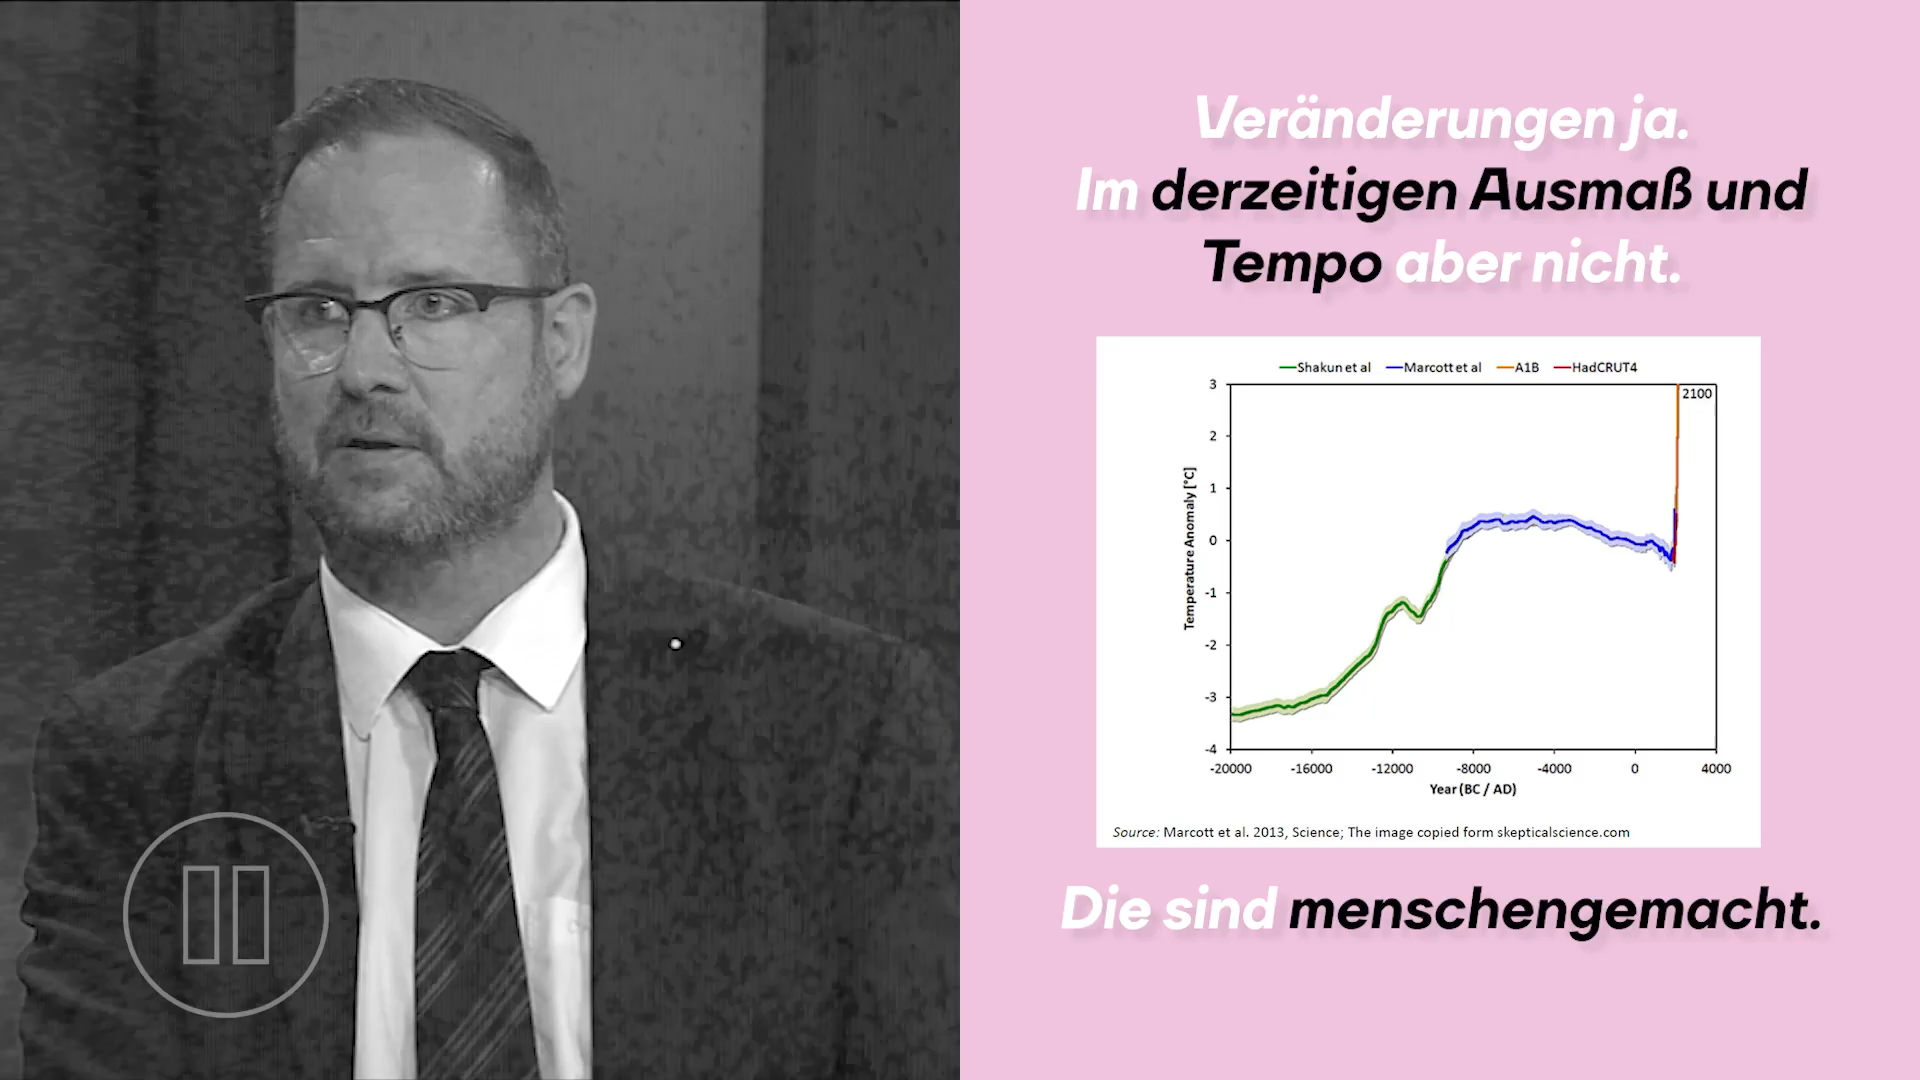 Veränderungen ja.
Im derzeitigen Ausmaß und
Tempo aber nicht.
Shakun et al Marcott et al A1B HadCRUT4
3
2100
2
1
0
-1
-2
-3
-4
Temperature Anomaly [°C]
-20000 -16000 -12000 -8000 -4000 0 4000
Year (BC / AD)
Source: Marcott et al. 2013, Science; The image copied form skepticalscience.com
Die sind menschengemacht.